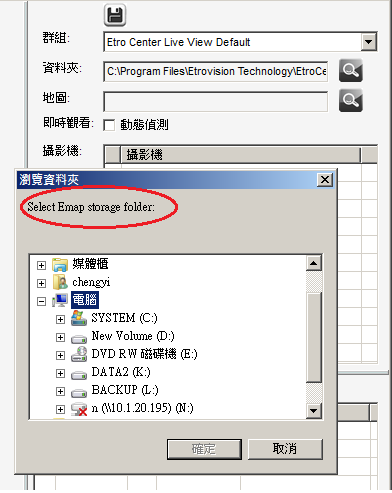 群組:
Etro Center Live View Default
資料夾:
C:\Program Files\Etrovision Technology\EtroCe
地圖:
即時觀看:
動態偵測
攝影機:
攝影機
瀏覽資料夾
Select Emap storage folder:
媒體櫃
chengyi
電腦
SYSTEM (C:)
New Volume (D:)
DVD RW 磁碟機 (E:)
DATA2 (K:)
BACKUP (L:)
n (\\10.1.20.195) (N:)
確定
取消